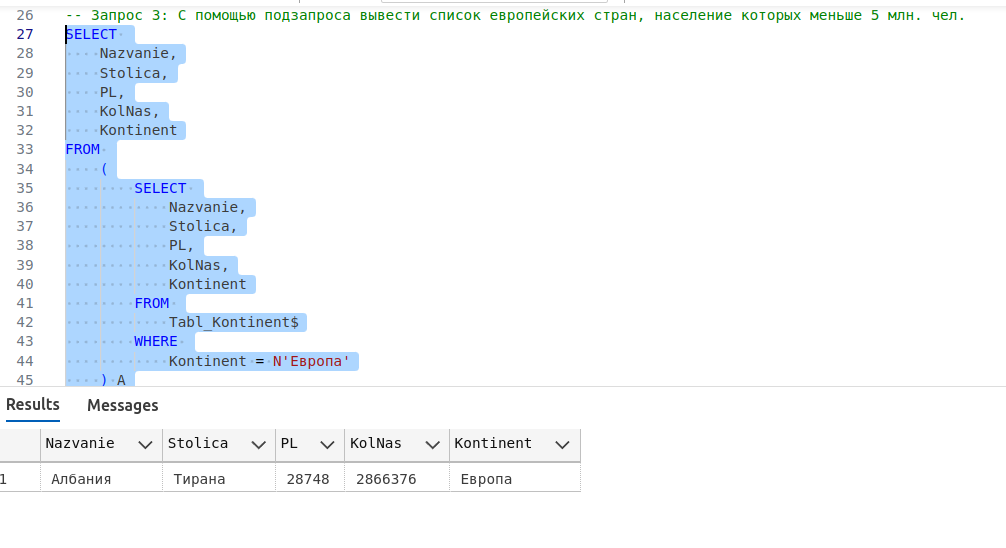 26 -- Запрос 3: С помощью подзапроса вывести список европейских стран, население которых меньше 5 млн. чел.
27 SELECT
28 Nazvanie,
29 Stolica,
30 PL,
31 KolNas,
32 Kontinent
33 FROM
34 (
35 SELECT
36 Nazvanie,
37 Stolica,
38 PL,
39 KolNas,
40 Kontinent
41 FROM
42 Tabl_Kontinent$
43 WHERE
44 Kontinent = N'Европа'
45 ) A
Results Messages
Nazvanie Stolica PL KolNas Kontinent
1 Албания Тирана 28748 2866376 Европа